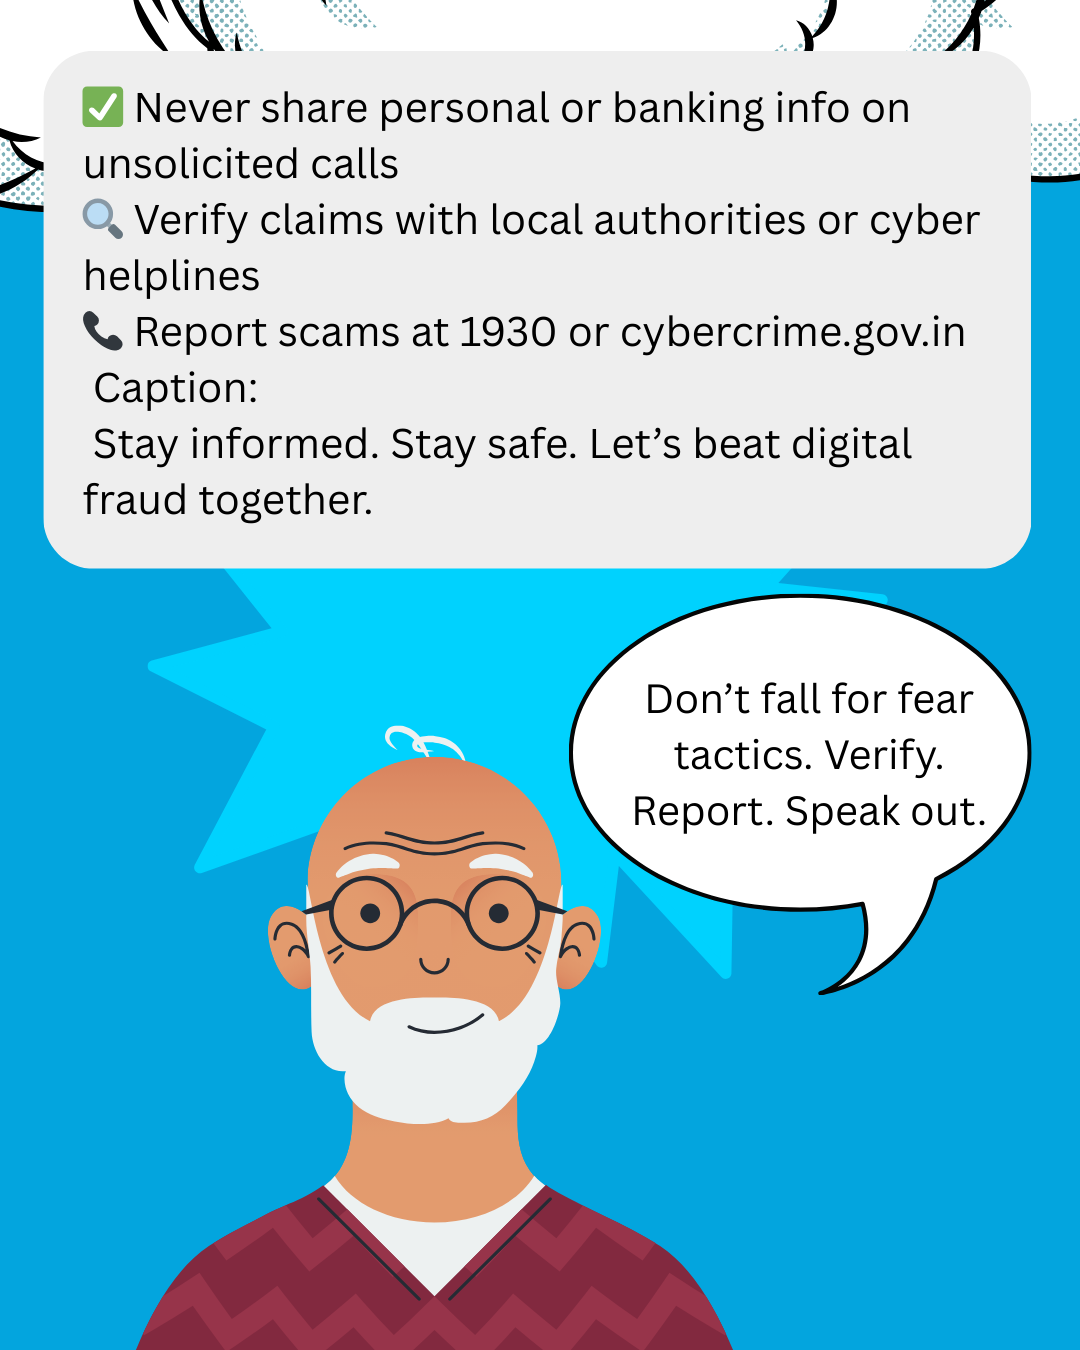 ✅ Never share personal or banking info on
unsolicited calls
🔍 Verify claims with local authorities or cyber
helplines
📞 Report scams at 1930 or cybercrime.gov.in
Caption:
Stay informed. Stay safe. Let’s beat digital
fraud together.
Don’t fall for fear
tactics. Verify.
Report. Speak out.